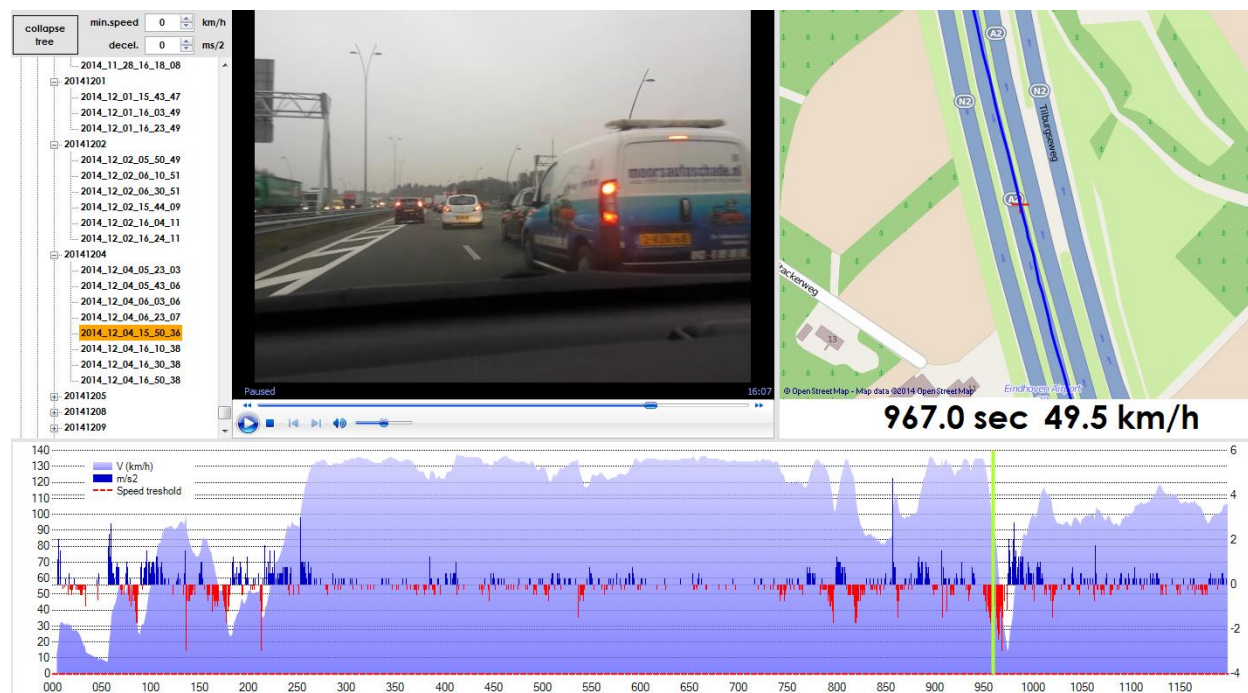 collapse tree
min.speed 0 km/h
decel. 0 ms/2
2014_11_28_16_18_08
20141201
2014_12_01_15_43_47
2014_12_01_16_03_49
2014_12_01_16_23_49
20141202
2014_12_02_05_50_49
2014_12_02_06_10_51
2014_12_02_06_30_51
2014_12_02_15_44_09
2014_12_02_16_04_11
2014_12_02_16_24_11
20141204
2014_12_04_05_23_03
2014_12_04_05_43_06
2014_12_04_06_03_06
2014_12_04_06_23_07
2014_12_04_15_50_36
2014_12_04_16_10_38
2014_12_04_16_30_38
2014_12_04_16_50_38
20141205
20141208
20141209
moorsautoschade.nl
Paused
16:07
A2
N2
N2
Tilburgseweg
A2
ackerweg
13
11
Eindhoven Airport
© OpenStreetMap - Map data ©2014 OpenStreetMap
967.0 sec 49.5 km/h
V (km/h)
m/s2
Speed treshold
140
130
120
110
100
90
80
70
60
50
40
30
20
10
0
6
4
2
0
-2
-4
000 050 100 150 200 250 300 350 400 450 500 550 600 650 700 750 800 850 900 950 1000 1050 1100 1150